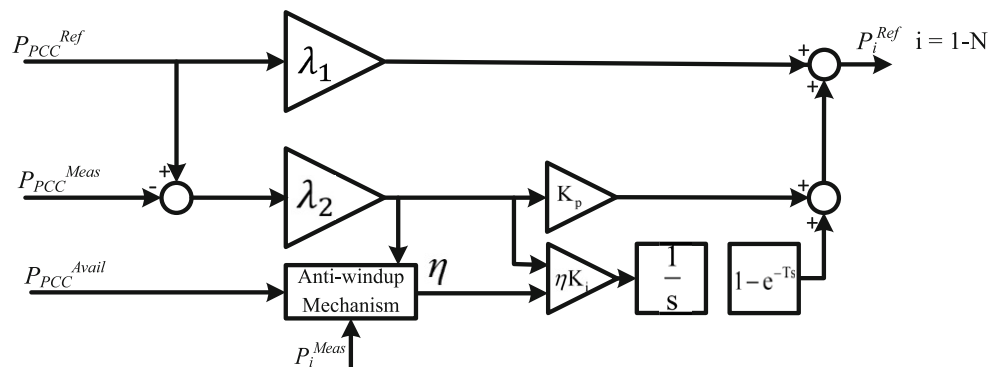 P_PCC^Ref
λ₁
P_i^Ref i = 1-N
+
+
+
-
P_PCC^Meas
λ₂
K_p
+
+
P_PCC^Avail
Anti-windup
Mechanism
η
ηK_i
1
s
1−e^−Ts
P_i^Meas